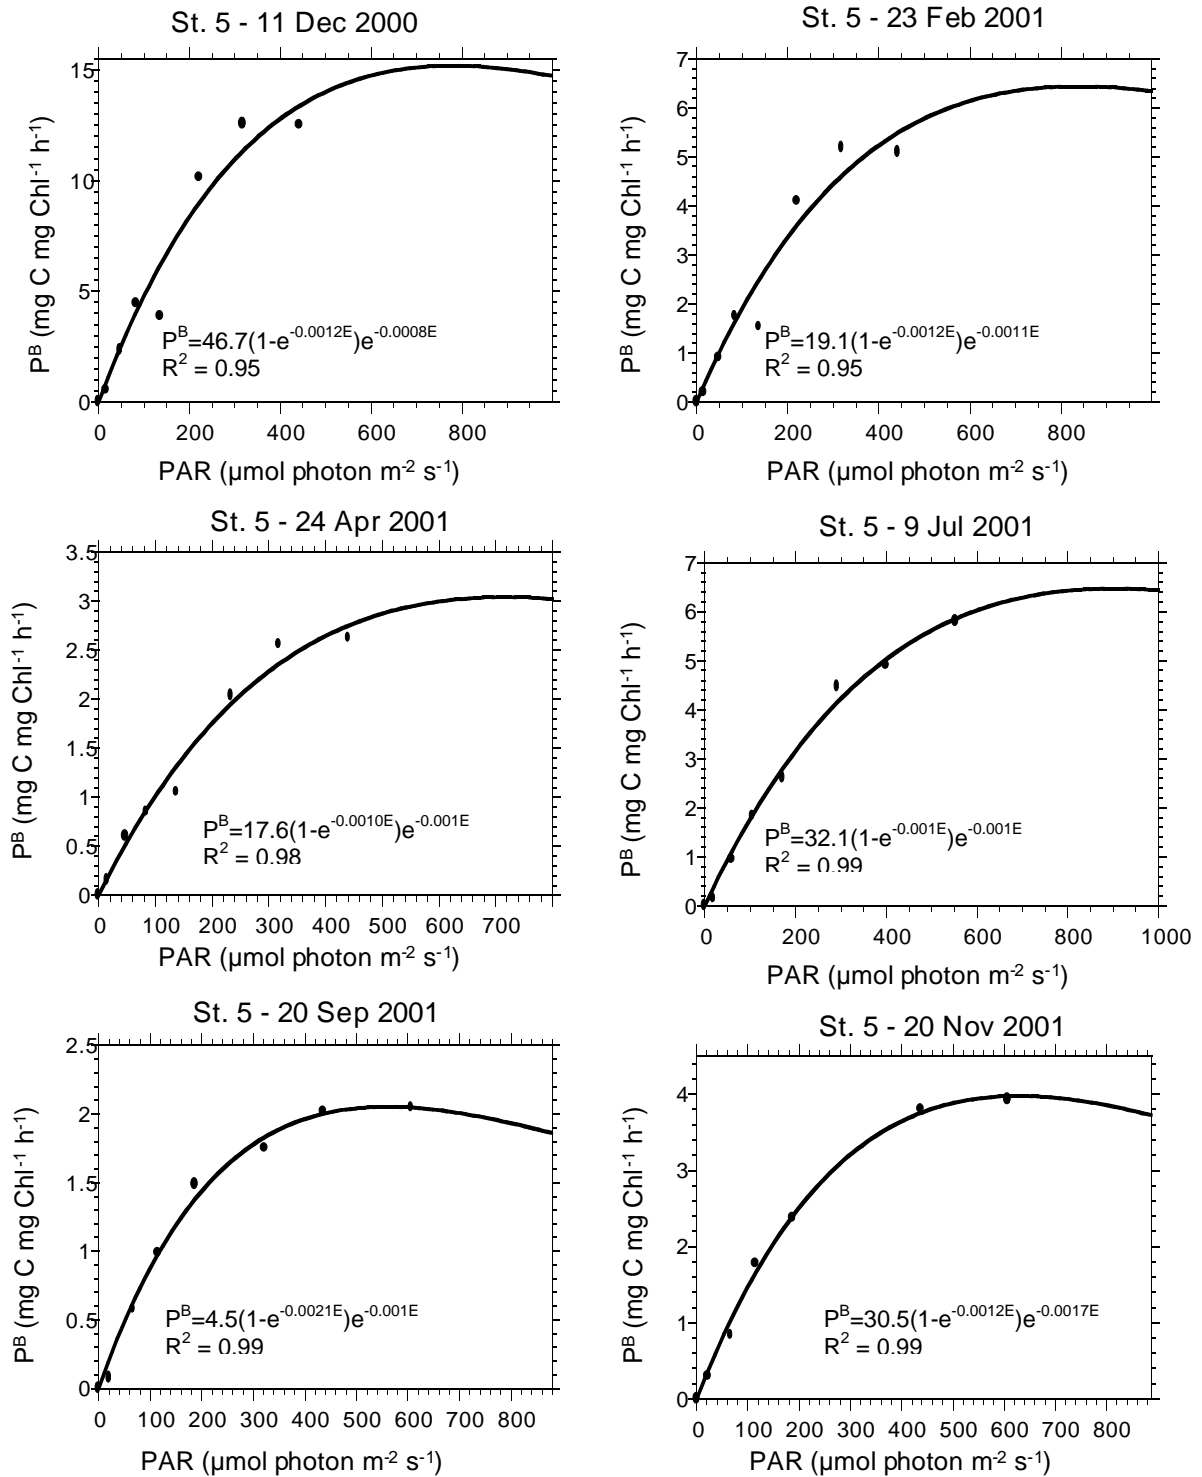 St. 5 - 11 Dec 2000
15
10
5
0
P^B (mg C mg Chl^-1 h^-1)
P^B=46.7(1-e^-0.0012E)e^-0.0008E
R^2 = 0.95
0 200 400 600 800
PAR (µmol photon m^-2 s^-1)
St. 5 - 23 Feb 2001
7
6
5
4
3
2
1
0
P^B (mg C mg Chl^-1 h^-1)
P^B=19.1(1-e^-0.0012E)e^-0.0011E
R^2 = 0.95
0 200 400 600 800
PAR (µmol photon m^-2 s^-1)
St. 5 - 24 Apr 2001
3.5
3
2.5
2
1.5
1
0.5
0
P^B (mg C mg Chl^-1 h^-1)
P^B=17.6(1-e^-0.0010E)e^-0.001E
R^2 = 0.98
0 100 200 300 400 500 600 700
PAR (µmol photon m^-2 s^-1)
St. 5 - 9 Jul 2001
7
6
5
4
3
2
1
0
P^B (mg C mg Chl^-1 h^-1)
P^B=32.1(1-e^-0.001E)e^-0.001E
R^2 = 0.99
0 200 400 600 800 1000
PAR (µmol photon m^-2 s^-1)
St. 5 - 20 Sep 2001
2.5
2
1.5
1
0.5
0
P^B (mg C mg Chl^-1 h^-1)
P^B=4.5(1-e^-0.0021E)e^-0.001E
R^2 = 0.99
0 100 200 300 400 500 600 700 800
PAR (µmol photon m^-2 s^-1)
St. 5 - 20 Nov 2001
4
3
2
1
0
P^B (mg C mg Chl^-1 h^-1)
P^B=30.5(1-e^-0.0012E)e^-0.0017E
R^2 = 0.99
0 100 200 300 400 500 600 700 800
PAR (µmol photon m^-2 s^-1)